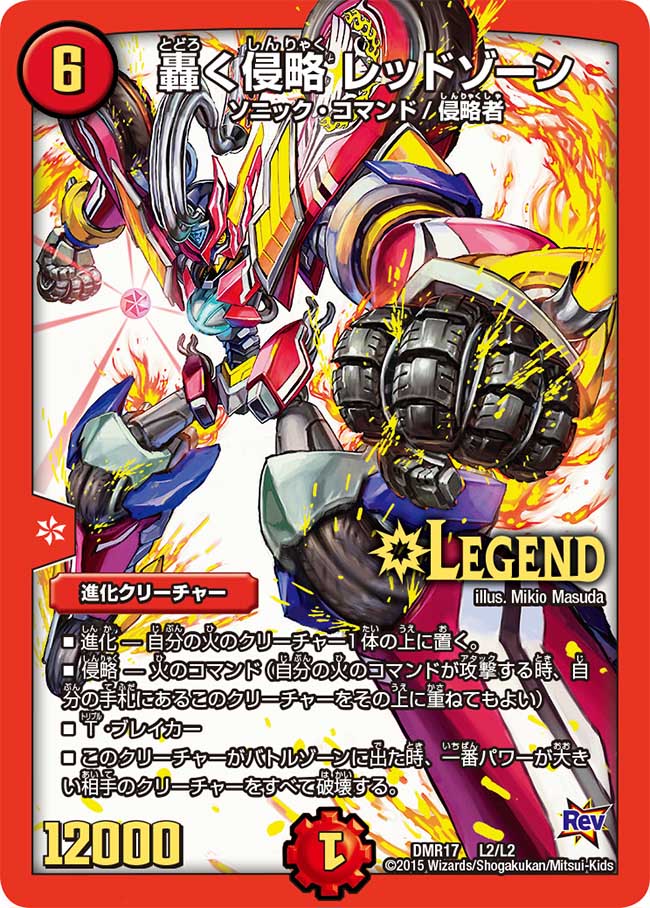 6
轟く侵略 レッドゾーン
ソニック・コマンド / 侵略者
LEGEND
illus. Mikio Masuda
進化クリーチャー
■ 進化 — 自分の火のクリーチャー1体の上に置く。
■ 侵略 — 火のコマンド（自分の火のコマンドが攻撃する時、自
分の手札にあるこのクリーチャーをその上に重ねてもよい）
■ T・ブレイカー
■ このクリーチャーがバトルゾーンに出た時、一番パワーが大き
い相手のクリーチャーをすべて破壊する。
Rev
12000
1
DMR17 L2/L2
©2015 Wizards/Shogakukan/Mitsui-Kids